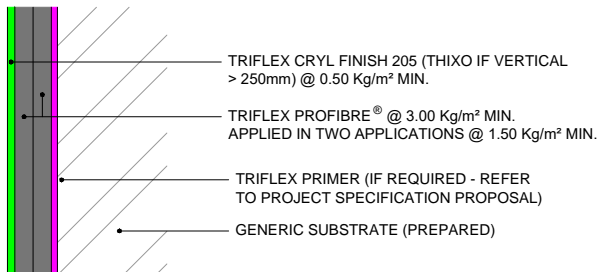 TRIFLEX CRYL FINISH 205 (THIXO IF VERTICAL
> 250mm) @ 0.50 Kg/m² MIN.
TRIFLEX PROFIBRE® @ 3.00 Kg/m² MIN.
APPLIED IN TWO APPLICATIONS @ 1.50 Kg/m² MIN.
TRIFLEX PRIMER (IF REQUIRED - REFER
TO PROJECT SPECIFICATION PROPOSAL)
GENERIC SUBSTRATE (PREPARED)